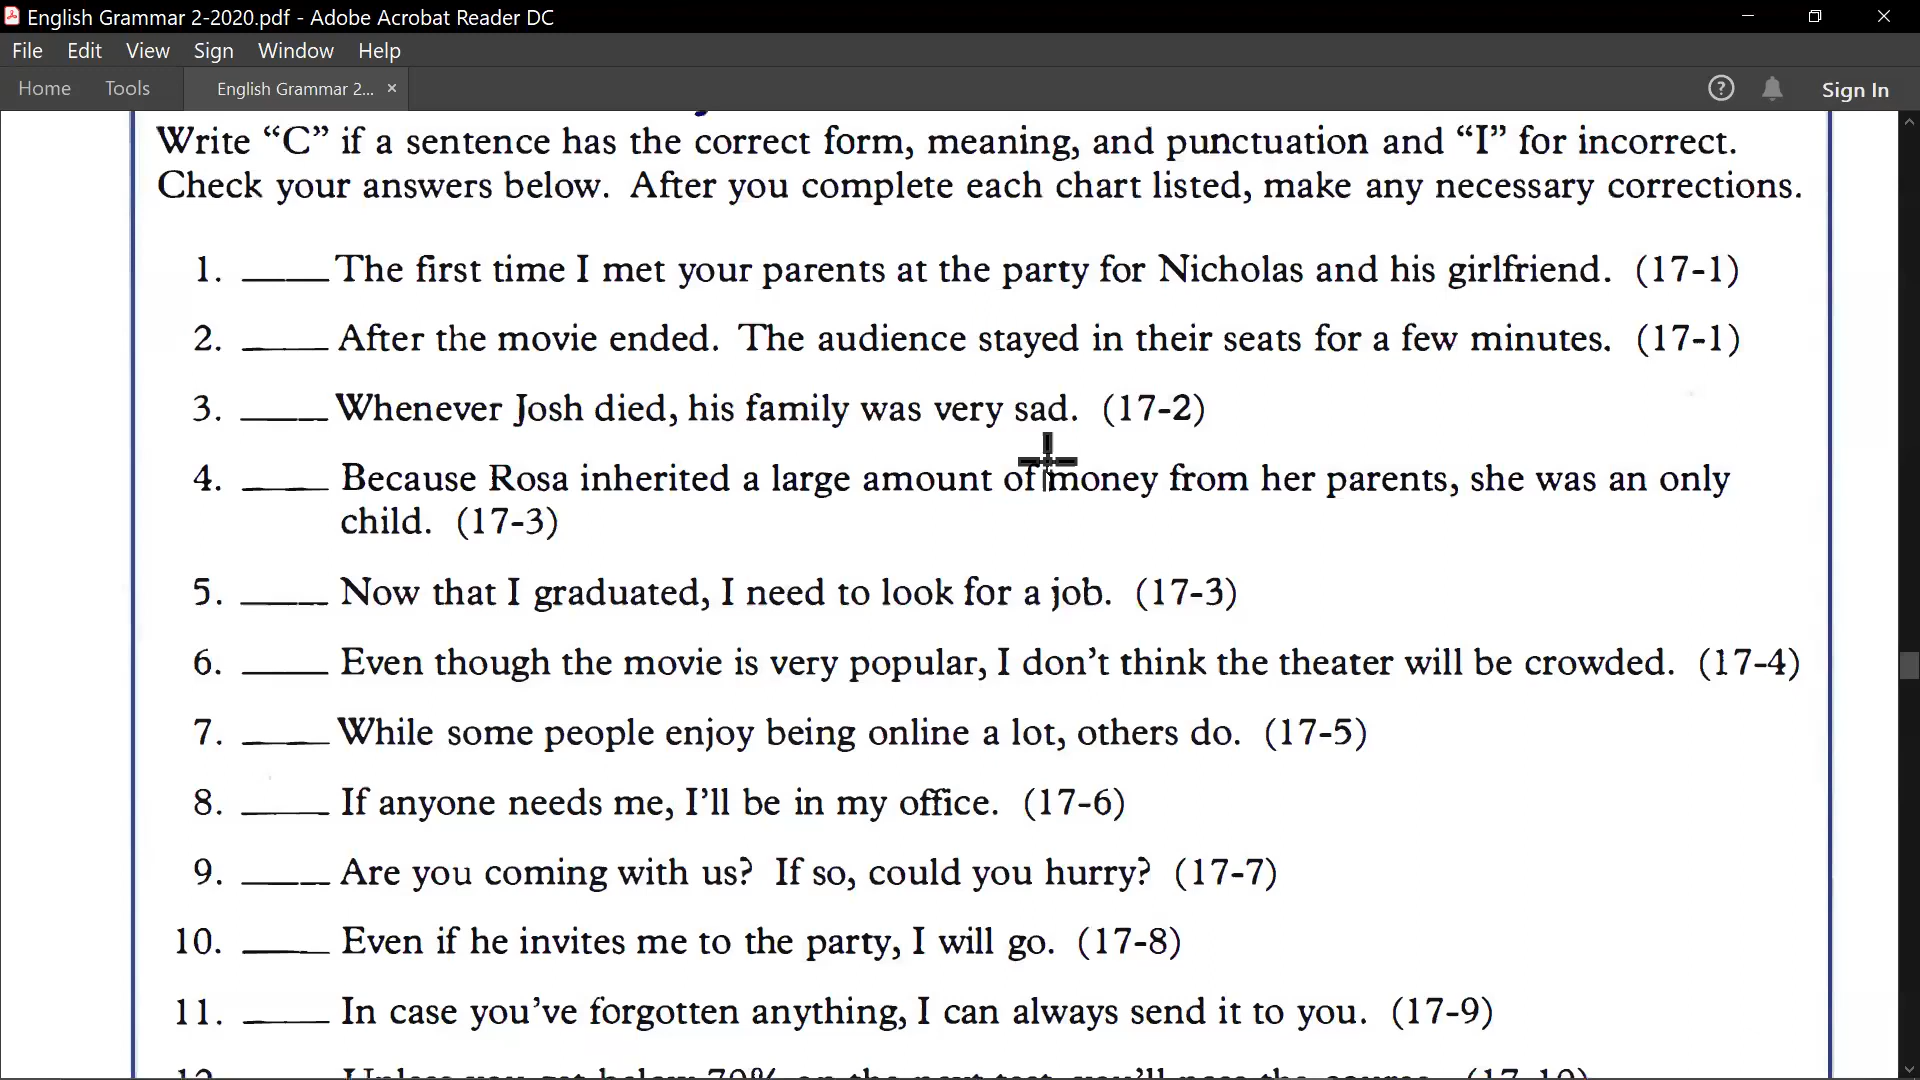 English Grammar 2-2020.pdf - Adobe Acrobat Reader DC
File Edit View Sign Window Help
Home Tools English Grammar 2... × ? Sign In
Write “C” if a sentence has the correct form, meaning, and punctuation and “I” for incorrect.
Check your answers below. After you complete each chart listed, make any necessary corrections.
1. ____ The first time I met your parents at the party for Nicholas and his girlfriend. (17-1)
2. ____ After the movie ended. The audience stayed in their seats for a few minutes. (17-1)
3. ____ Whenever Josh died, his family was very sad. (17-2)
4. ____ Because Rosa inherited a large amount of money from her parents, she was an only
child. (17-3)
5. ____ Now that I graduated, I need to look for a job. (17-3)
6. ____ Even though the movie is very popular, I don’t think the theater will be crowded. (17-4)
7. ____ While some people enjoy being online a lot, others do. (17-5)
8. ____ If anyone needs me, I’ll be in my office. (17-6)
9. ____ Are you coming with us? If so, could you hurry? (17-7)
10. ____ Even if he invites me to the party, I will go. (17-8)
11. ____ In case you’ve forgotten anything, I can always send it to you. (17-9)
12. ____ Unless you get below 70% on the next test, you’ll pass the course. (17-10)